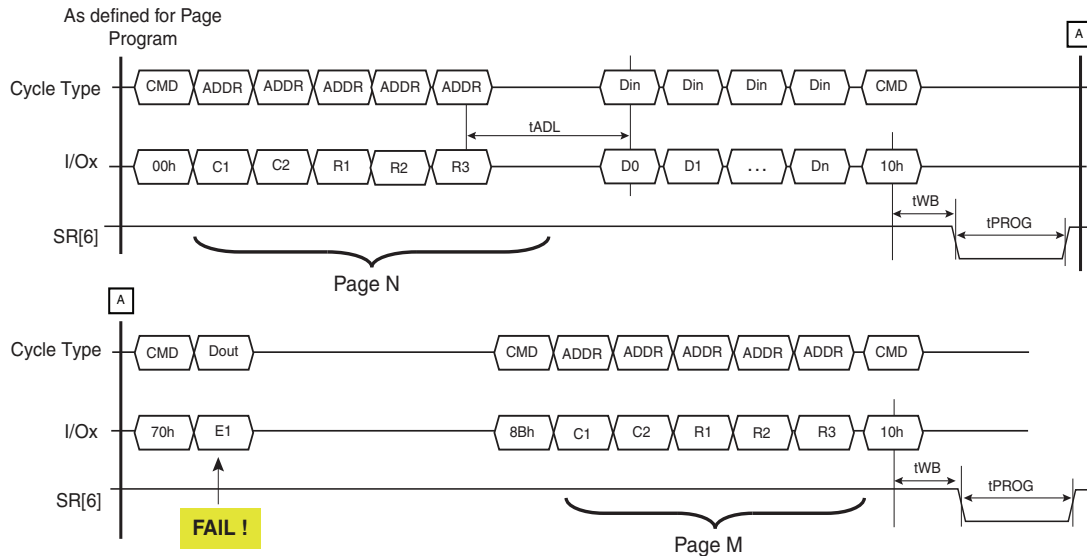 As defined for Page
Program
A
Cycle Type
CMD ADDR ADDR ADDR ADDR ADDR Din Din Din Din CMD
tADL
I/Ox
00h C1 C2 R1 R2 R3 D0 D1 ... Dn 10h
tWB
tPROG
SR[6]
Page N
A
Cycle Type
CMD Dout CMD ADDR ADDR ADDR ADDR ADDR CMD
I/Ox
70h E1 8Bh C1 C2 R1 R2 R3 10h
tWB
tPROG
SR[6]
FAIL !
Page M